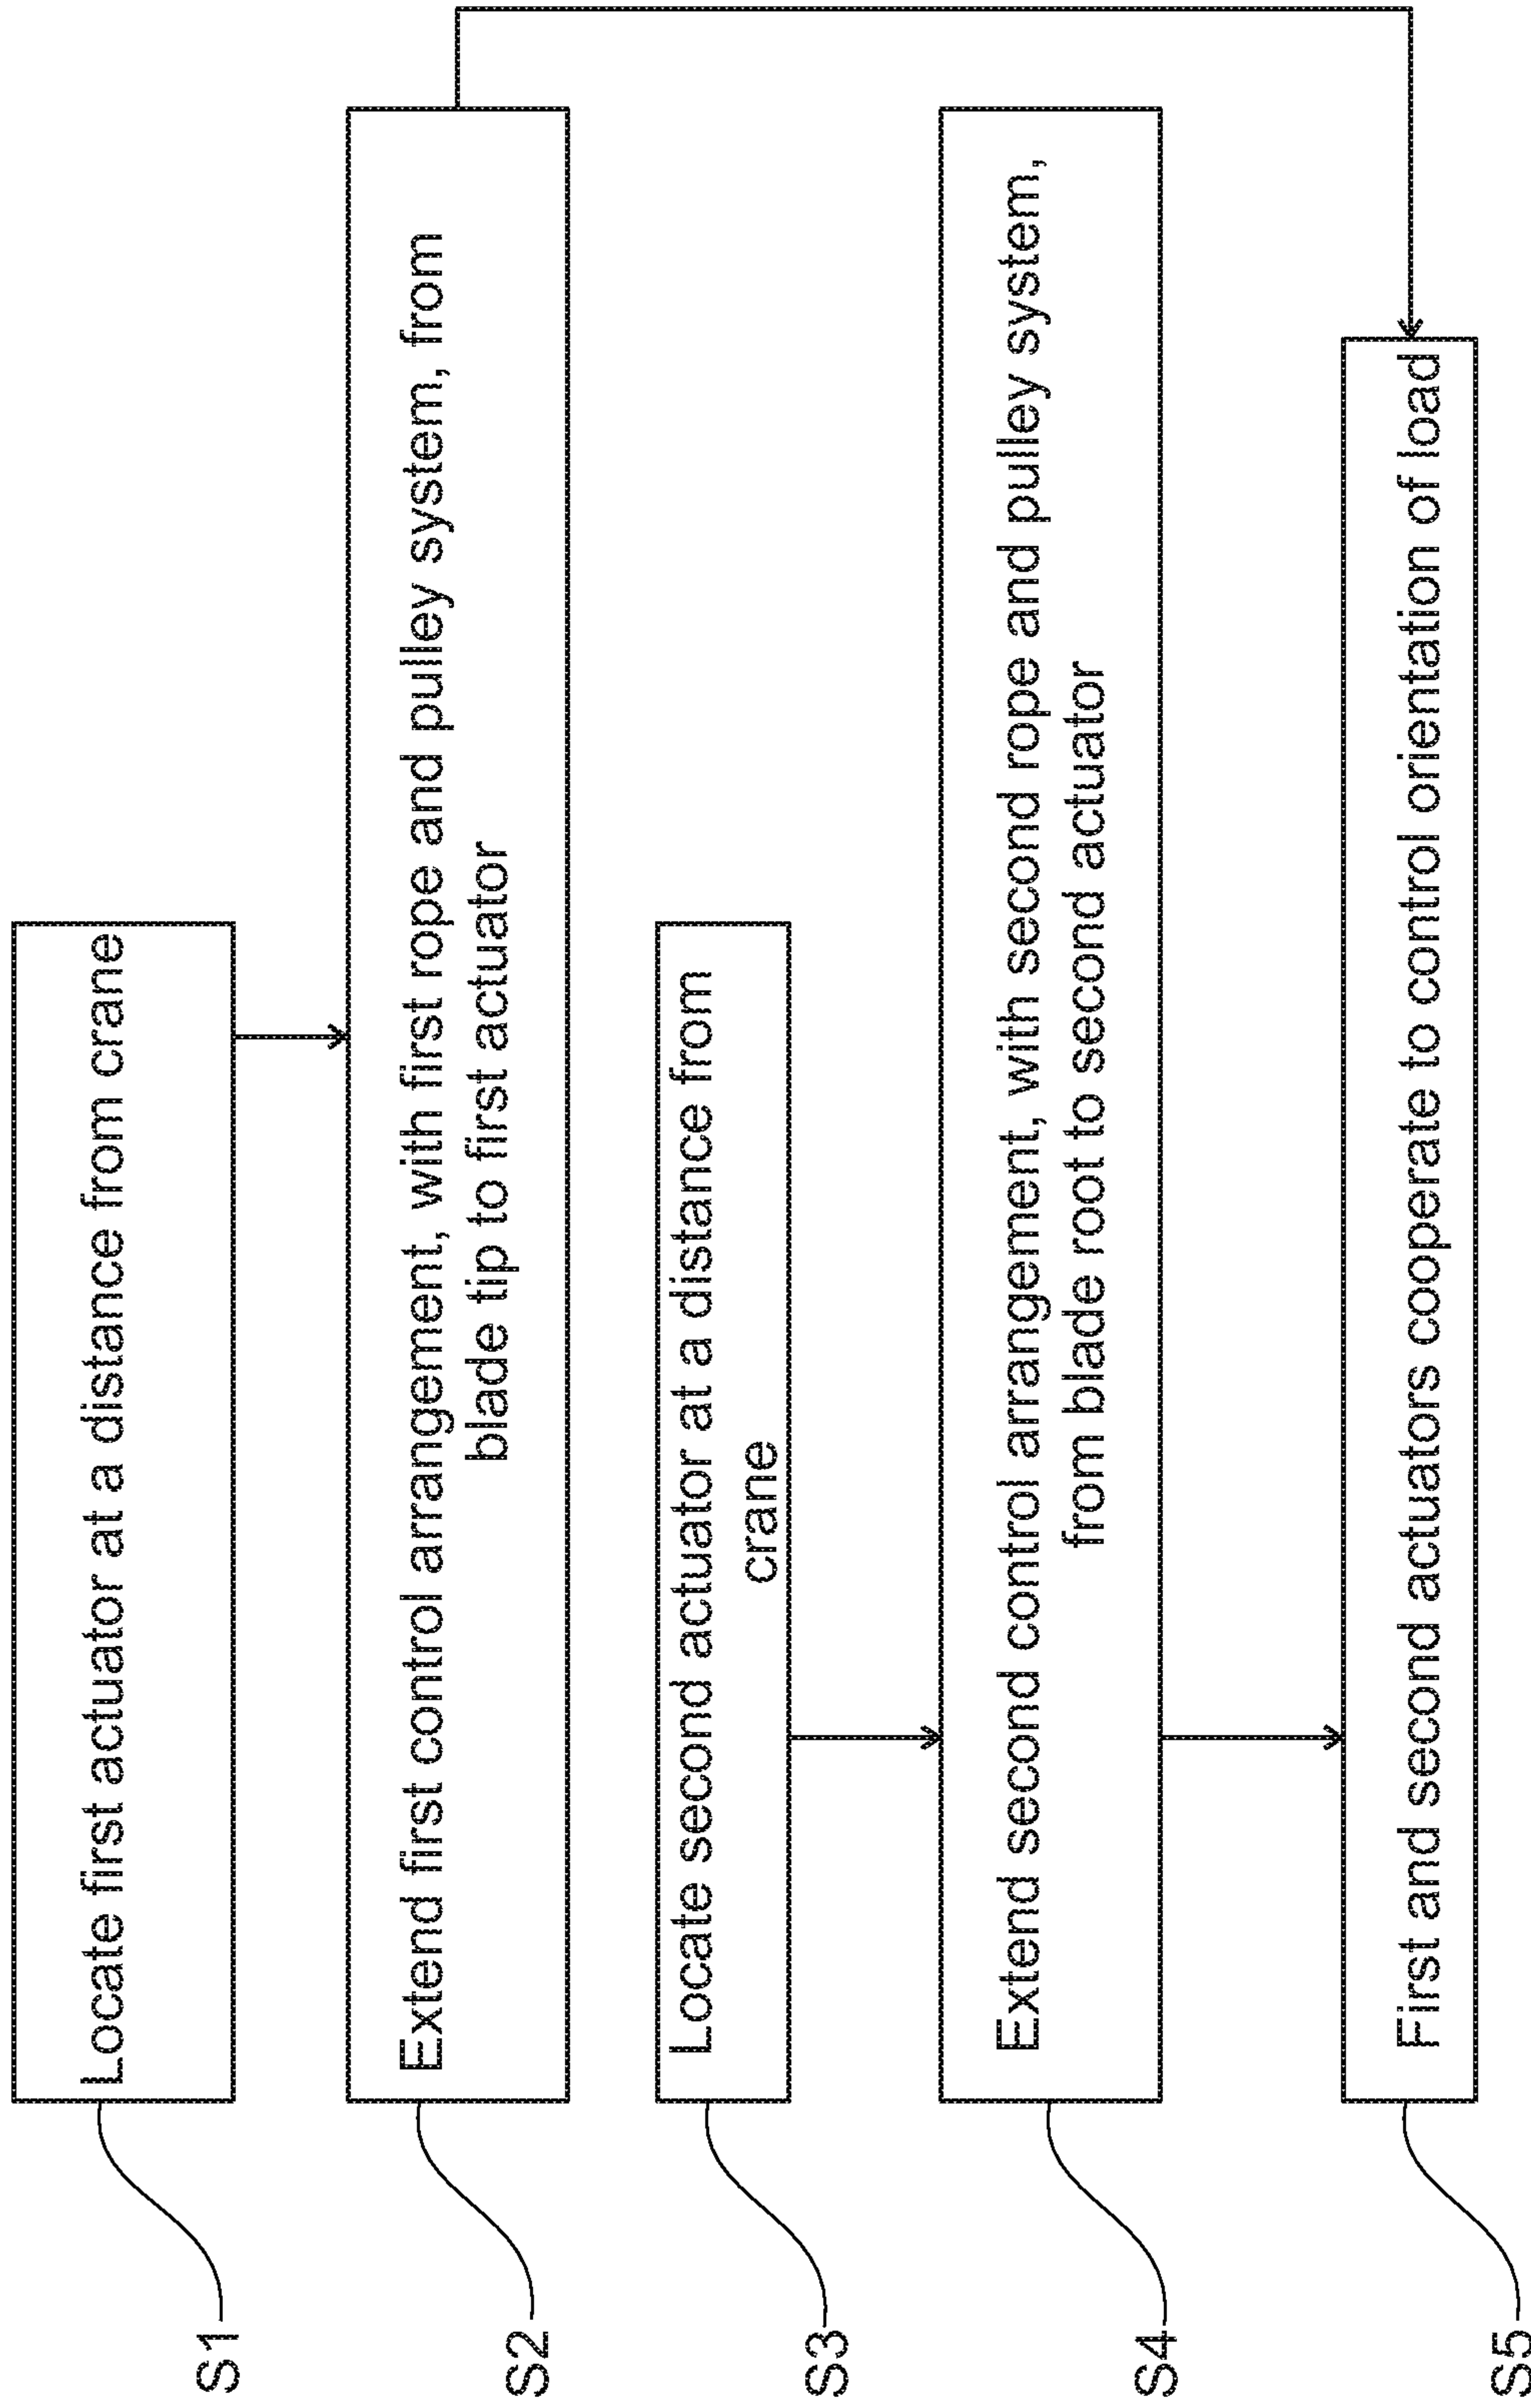 S1
Locate first actuator at a distance from crane
S2
Extend first control arrangement, with first rope and pulley system, from
blade tip to first actuator
S3
Locate second actuator at a distance from
crane
S4
Extend second control arrangement, with second rope and pulley system,
from blade root to second actuator
S5
First and second actuators cooperate to control orientation of load